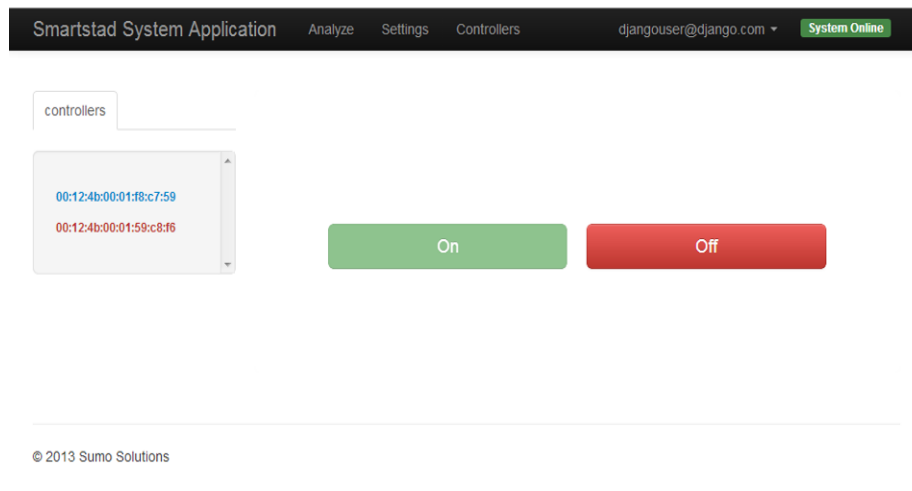 Smartstad System Application Analyze Settings Controllers djangouser@django.com System Online
controllers
00:12:4b:00:01:f8:c7:59
00:12:4b:00:01:59:c8:f6
On Off
© 2013 Sumo Solutions